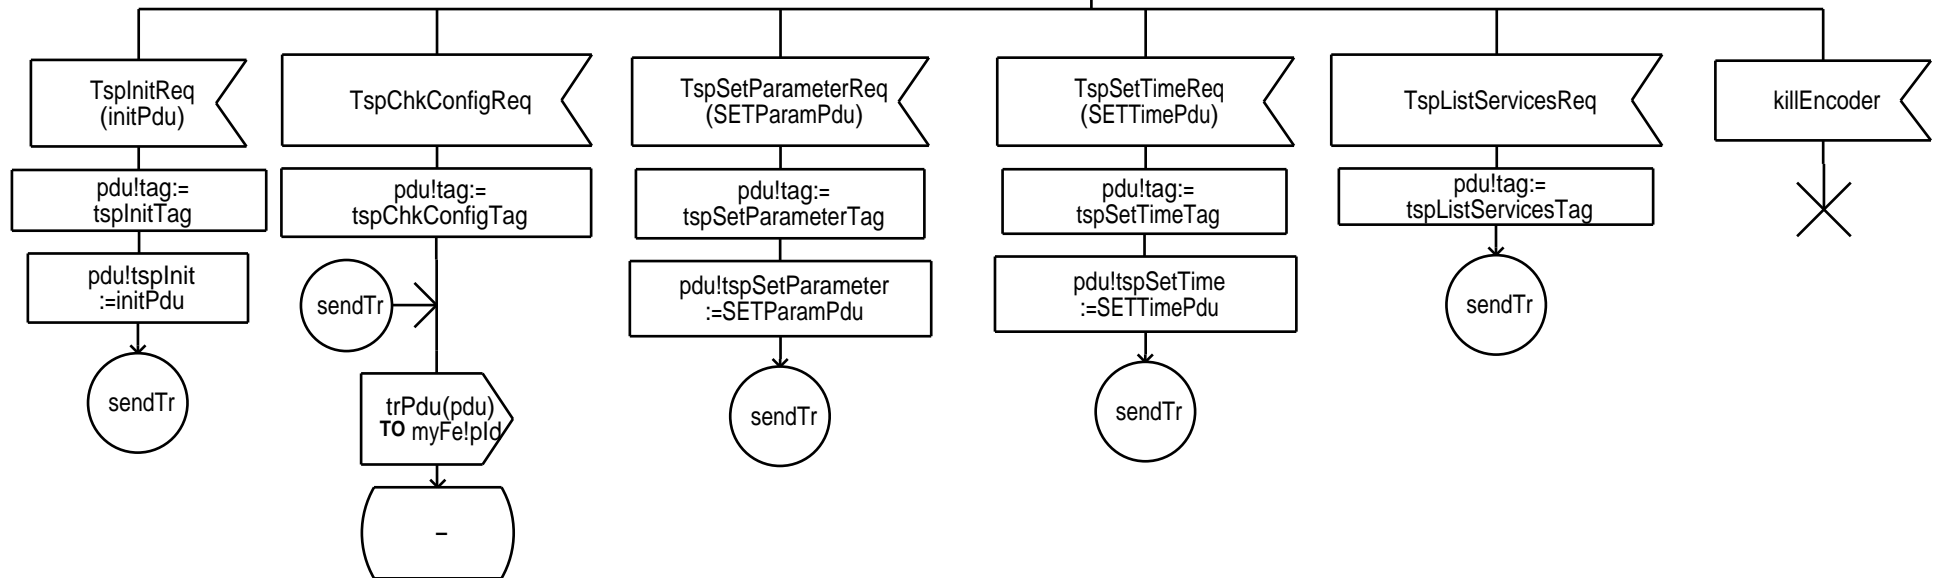 TspInitReq
(initPdu)
pdu!tag:=
tspInitTag
pdu!tspInit
:=initPdu
sendTr
TspChkConfigReq
pdu!tag:=
tspChkConfigTag
sendTr
trPdu(pdu)
TO myFe!pId
–
TspSetParameterReq
(SETParamPdu)
pdu!tag:=
tspSetParameterTag
pdu!tspSetParameter
:=SETParamPdu
sendTr
TspSetTimeReq
(SETTimePdu)
pdu!tag:=
tspSetTimeTag
pdu!tspSetTime
:=SETTimePdu
sendTr
TspListServicesReq
pdu!tag:=
tspListServicesTag
sendTr
killEncoder